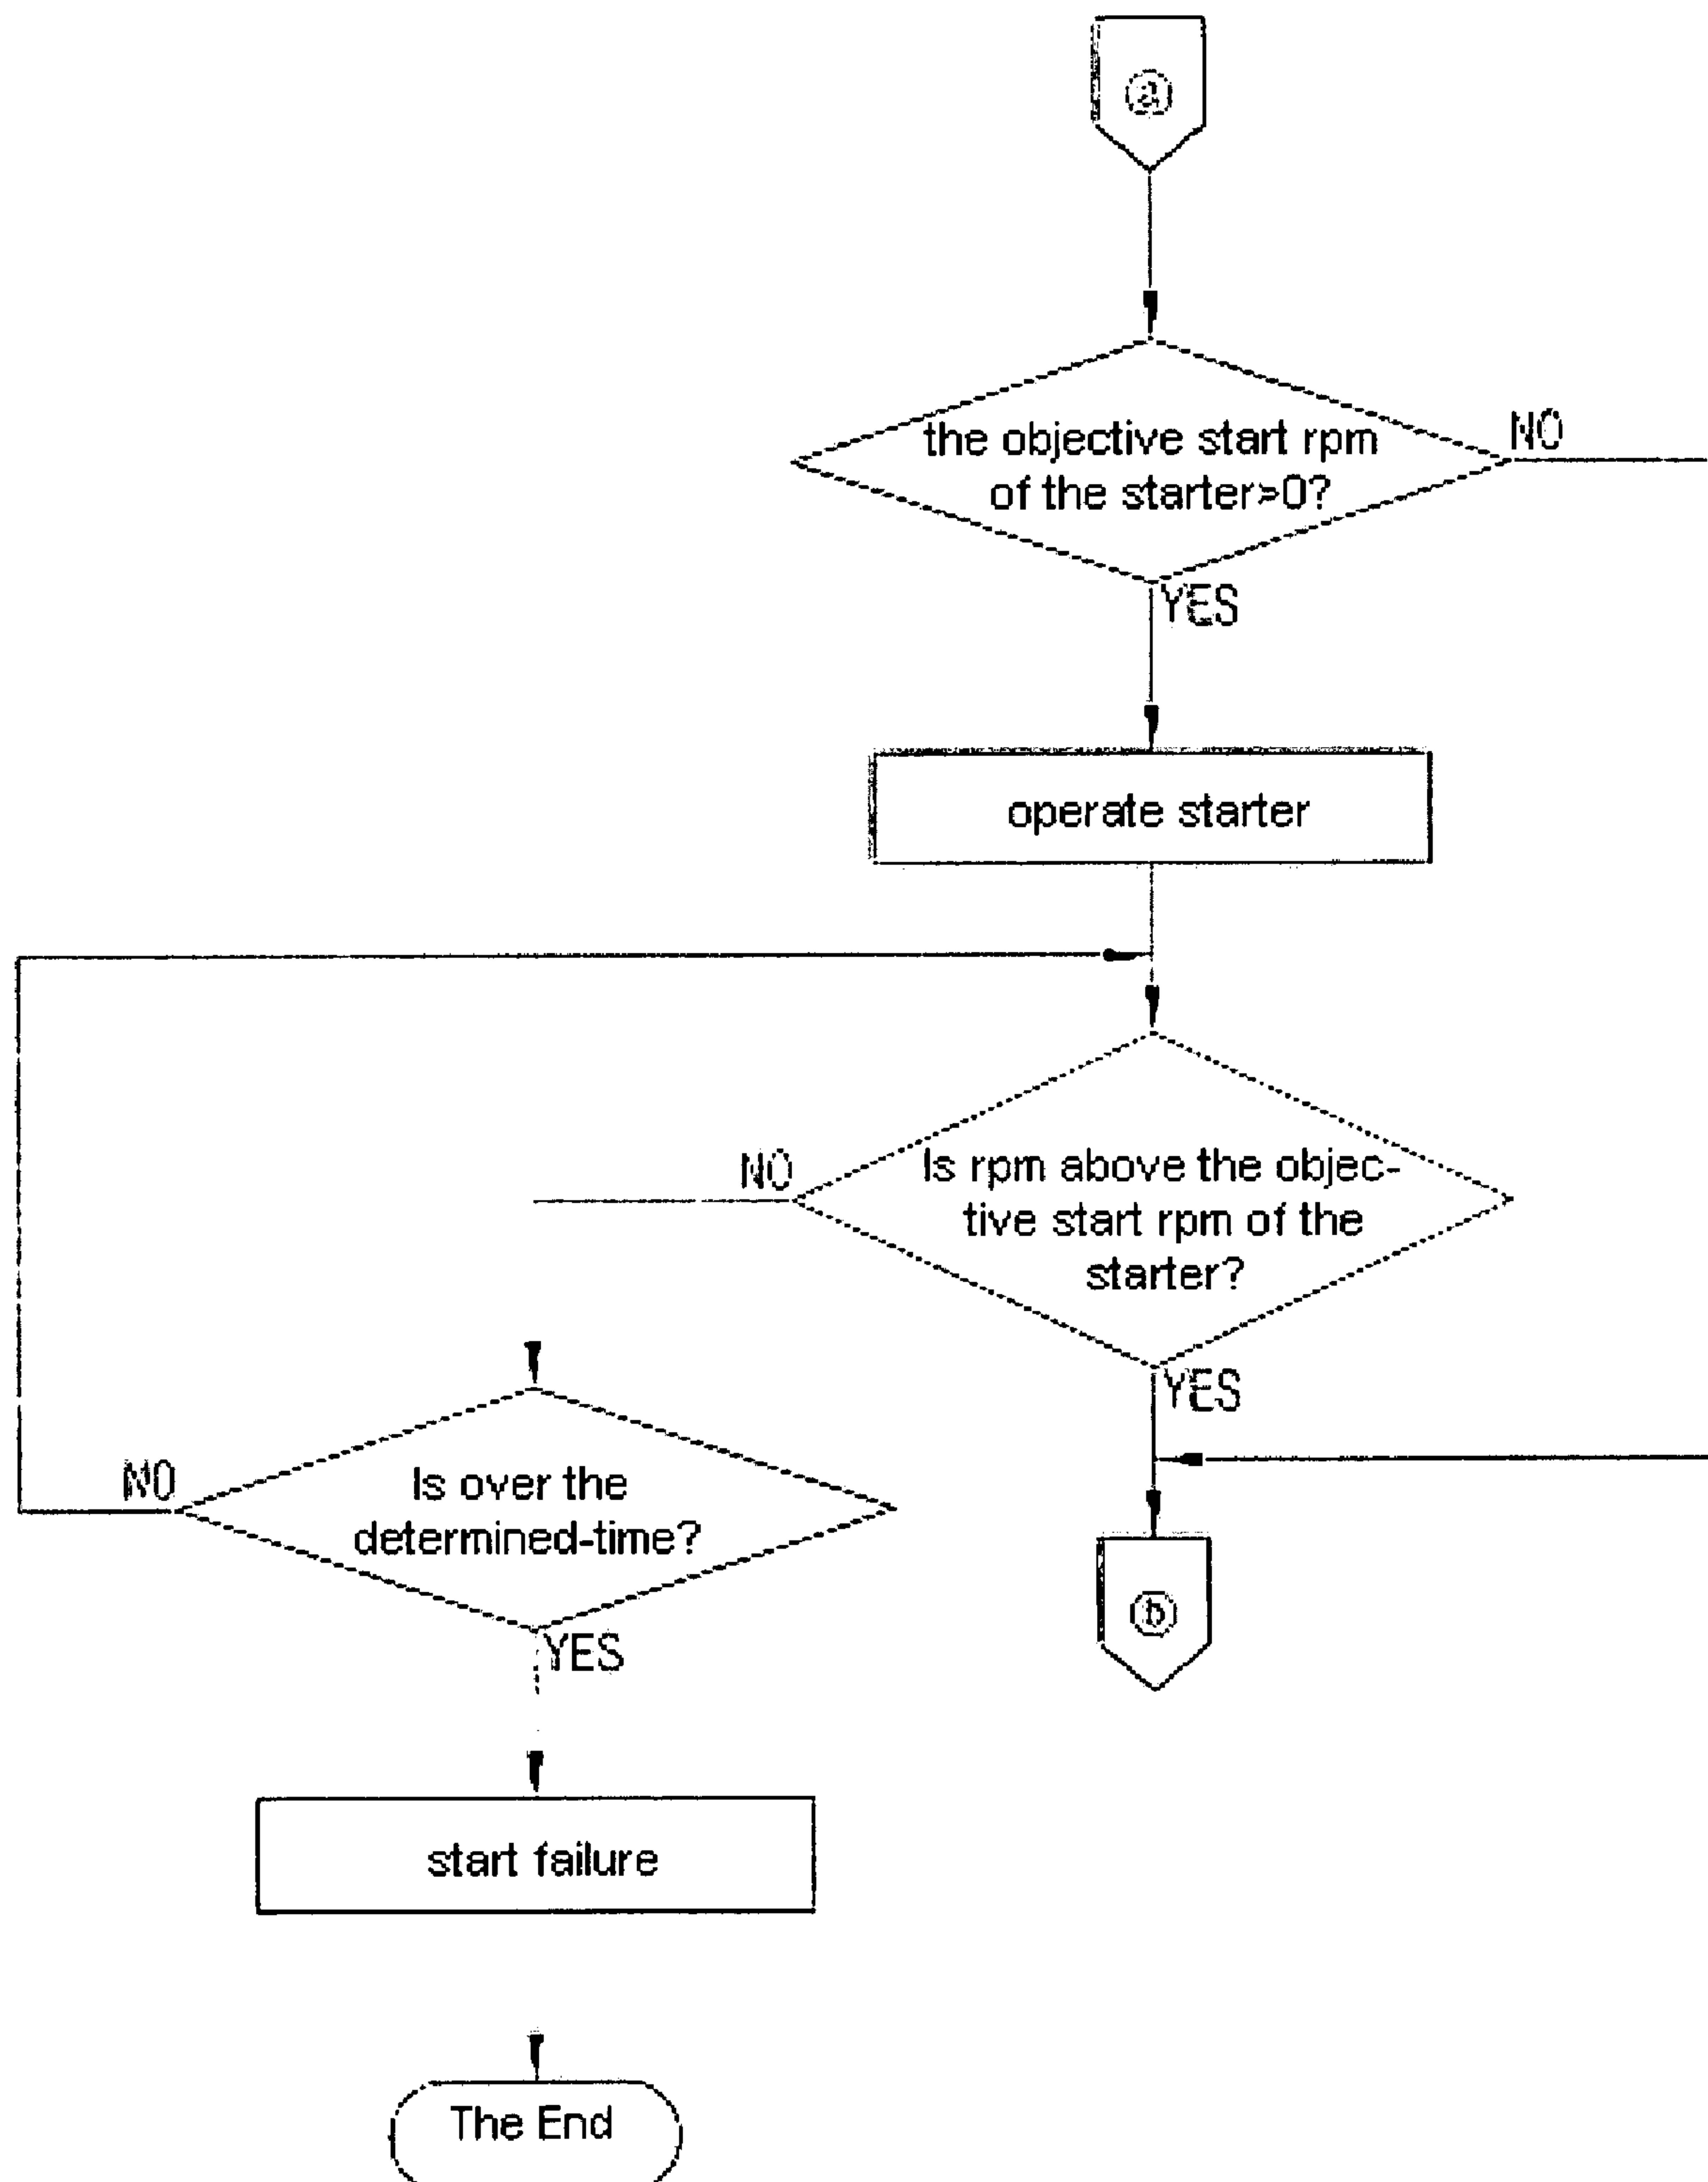 ⓐ
the objective start rpm
of the starter>0?
NO
YES
operate starter
Is rpm above the objec-
tive start rpm of the
starter?
NO
YES
Is over the
determined-time?
NO
YES
ⓑ
start failure
The End